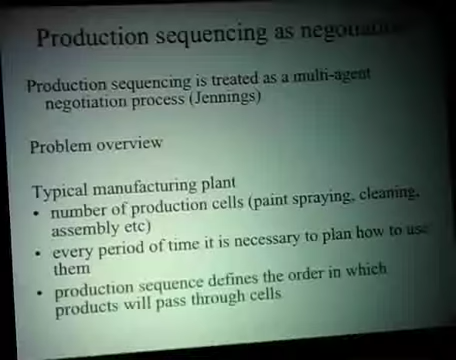 Production sequencing as negotiation
Production sequencing is treated as a multi-agent
negotiation process (Jennings)
Problem overview
Typical manufacturing plant
• number of production cells (paint spraying, cleaning,
assembly etc)
• every period of time it is necessary to plan how to use
them
• production sequence defines the order in which
products will pass through cells